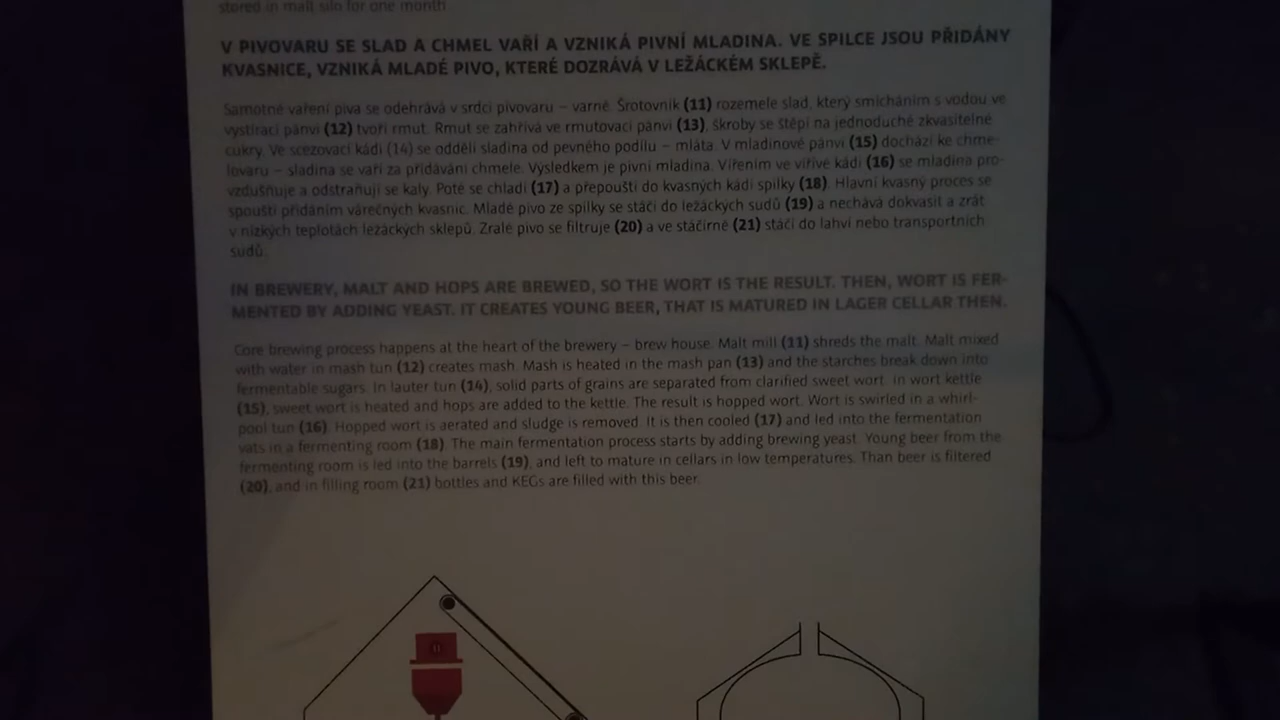 stored in malt silo for one month
V PIVOVARU SE SLAD A CHMEL VAŘÍ A VZNIKÁ PIVNÍ MLADINA. VE SPILCE JSOU PŘIDÁNY
KVASNICE, VZNIKÁ MLADÉ PIVO, KTERÉ DOZRÁVÁ V LEŽÁCKÉM SKLEPĚ.
Samotné vaření piva se odehrává v srdci pivovaru – varně. Šrotovník (11) rozemele slad, který smícháním s vodou ve
vystírací pánvi (12) tvoří rmut. Rmut se zahřívá ve rmutovací pánvi (13), škroby se štěpí na jednoduché zkvasitelné
cukry. Ve scezovací kádi (14) se oddělí sladina od pevného podílu – mláta. V mladinové pánvi (15) dochází ke chme-
lovaru – sladina se vaří za přidávání chmele. Výsledkem je pivní mladina. Vířením ve vířivé kádi (16) se mladina pro-
vzdušňuje a odstraňují se kaly. Poté se chladí (17) a přepouští do kvasných kádí spilky (18). Hlavní kvasný proces se
spouští přidáním várečných kvasnic. Mladé pivo ze spilky se stáčí do ležáckých sudů (19) a nechává dokvasit a zrát
v nízkých teplotách ležáckých sklepů. Zralé pivo se filtruje (20) a ve stáčírně (21) stáčí do lahví nebo transportních
sudů.
IN BREWERY, MALT AND HOPS ARE BREWED, SO THE WORT IS THE RESULT. THEN, WORT IS FER-
MENTED BY ADDING YEAST. IT CREATES YOUNG BEER, THAT IS MATURED IN LAGER CELLAR THEN.
Core brewing process happens at the heart of the brewery – brew house. Malt mill (11) shreds the malt. Malt mixed
with water in mash tun (12) creates mash. Mash is heated in the mash pan (13) and the starches break down into
fermentable sugars. In lauter tun (14), solid parts of grains are separated from clarified sweet wort. in wort kettle
(15), sweet wort is heated and hops are added to the kettle. The result is hopped wort. Wort is swirled in a whirl-
pool tun (16). Hopped wort is aerated and sludge is removed. It is then cooled (17) and led into the fermentation
vats in a fermenting room (18). The main fermentation process starts by adding brewing yeast. Young beer from the
fermenting room is led into the barrels (19), and left to mature in cellars in low temperatures. Than beer is filtered
(20), and in filling room (21) bottles and KEGs are filled with this beer.
11